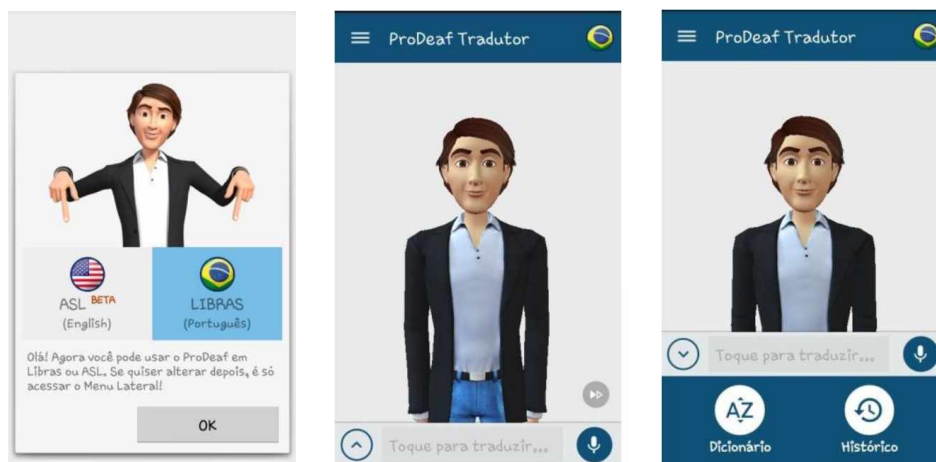 ASL BETA
(English)
LIBRAS
(Português)
Olá! Agora você pode usar o ProDeaf em
Libras ou ASL. Se quiser alterar depois, é só
acessar o Menu Lateral!
OK
ProDeaf Tradutor
Toque para traduzir...
ProDeaf Tradutor
Toque para traduzir...
AZ
Dicionário
Histórico